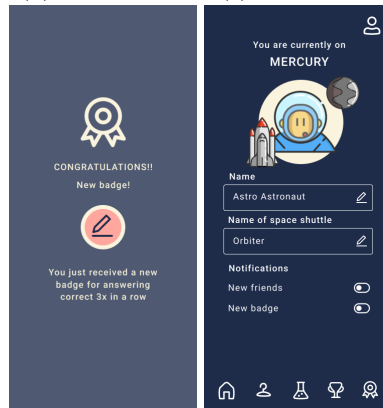 CONGRATULATIONS!!
New badge!
You just received a new
badge for answering
correct 3x in a row
You are currently on
MERCURY
Name
Astro Astronaut
Name of space shuttle
Orbiter
Notifications
New friends
New badge